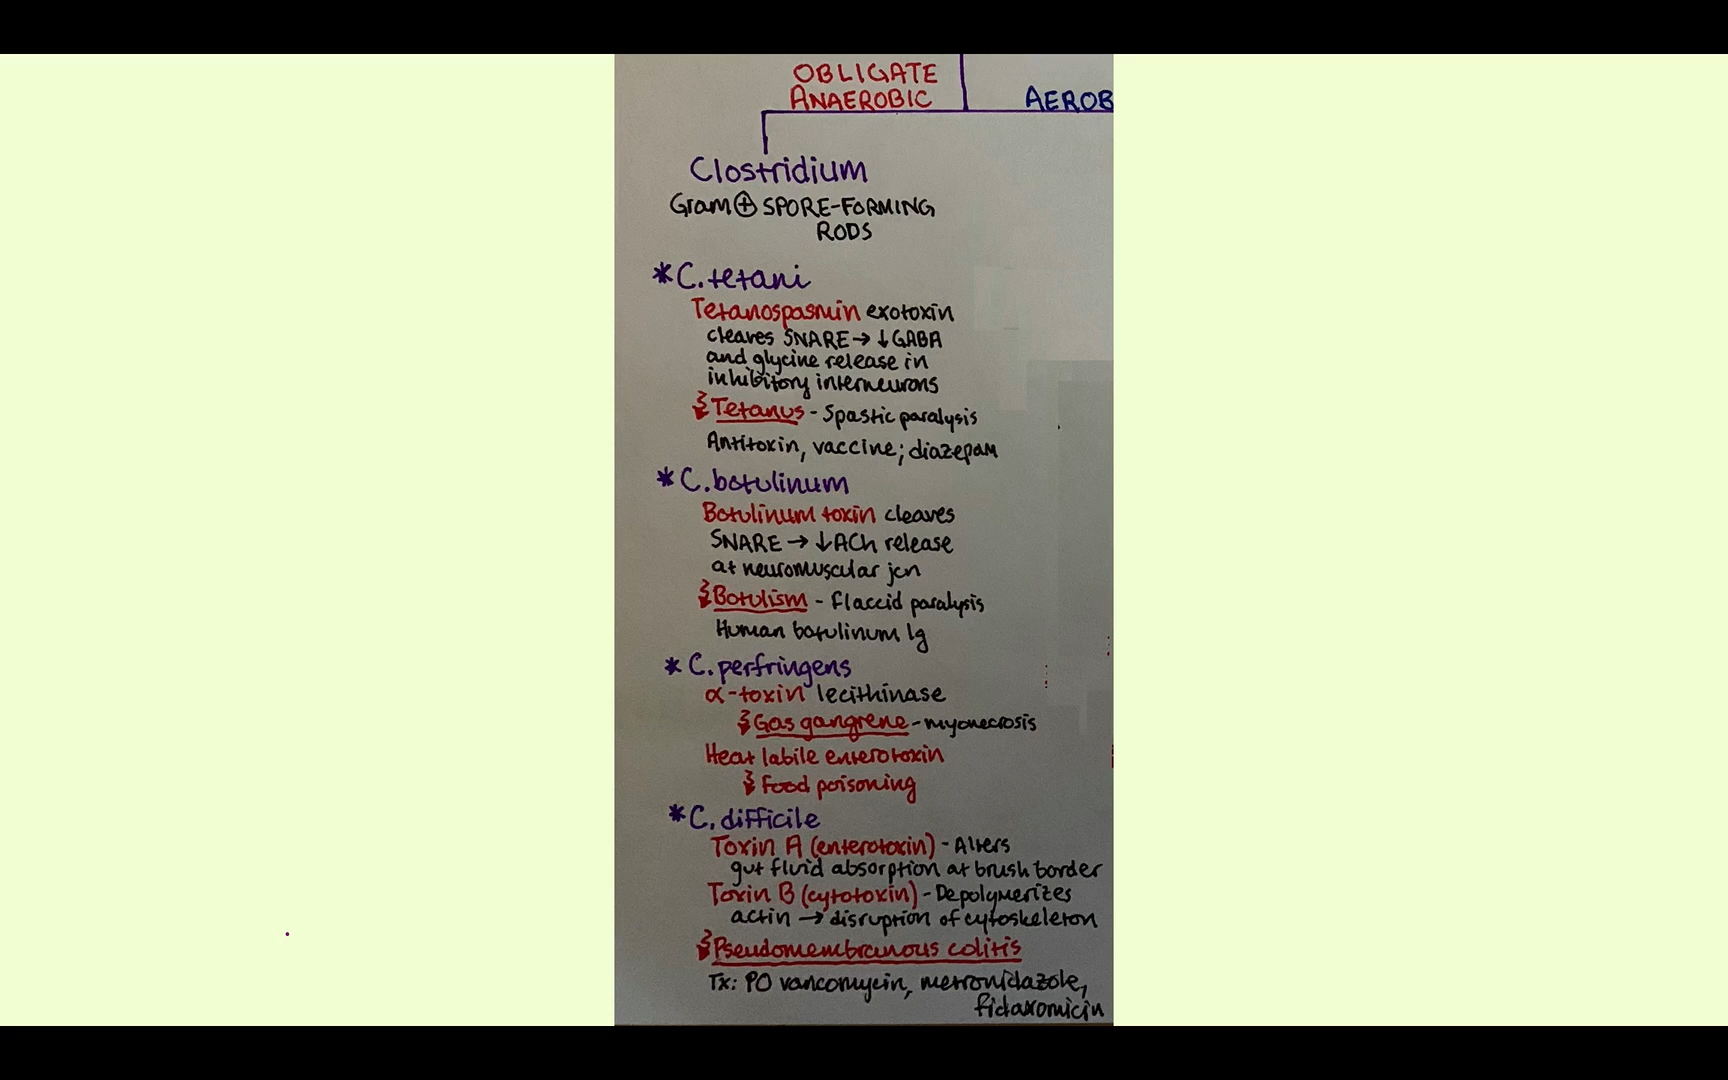 OBLIGATE
ANAEROBIC
AEROB
Clostridium
Gram⊕ SPORE-FORMING
RODS
*C. tetani
Tetanospasmin exotoxin
cleaves SNARE → ↓GABA
and glycine release in
inhibitory interneurons
Tetanus - Spastic paralysis
Antitoxin, vaccine; diazepam
*C. botulinum
Botulinum toxin cleaves
SNARE → ↓ACh release
at neuromuscular jcn
Botulism - flaccid paralysis
Human botulinum Ig
*C. perfringens
α-toxin lecithinase
Gas gangrene - myonecrosis
Heat labile enterotoxin
food poisoning
*C. difficile
Toxin A (enterotoxin) - Alters
gut fluid absorption at brush border
Toxin B (cytotoxin) - Depolymerizes
actin → disruption of cytoskeleton
Pseudomembranous colitis
Tx: PO vancomycin, metronidazole,
fidaxomicin